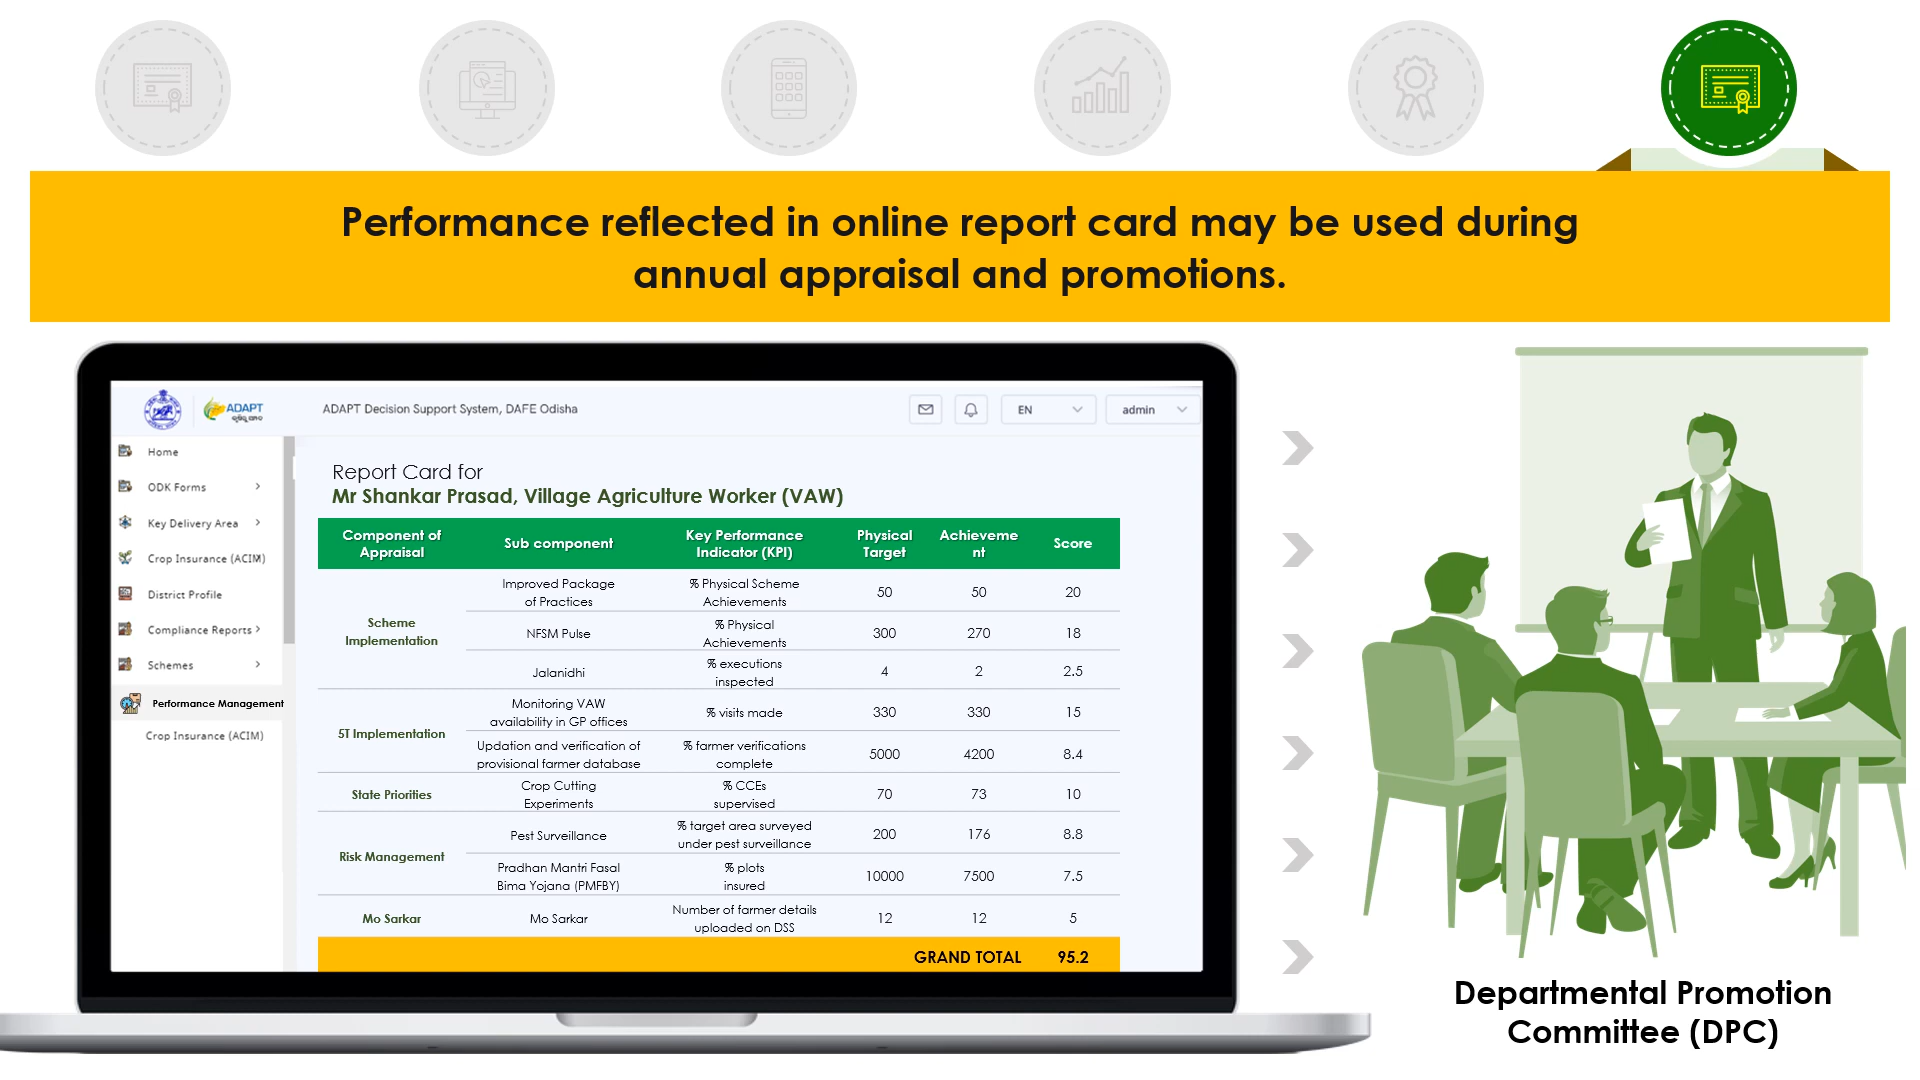 Performance reflected in online report card may be used during
annual appraisal and promotions.
ADAPT
ADAPT Decision Support System, DAFE Odisha
EN
admin
Home
ODK Forms
Key Delivery Area
Crop Insurance (ACIM)
District Profile
Compliance Reports
Schemes
Performance Management
Crop Insurance (ACIM)
Report Card for
Mr Shankar Prasad, Village Agriculture Worker (VAW)
Component of
Appraisal
Sub component
Key Performance
Indicator (KPI)
Physical
Target
Achieveme
nt
Score
Scheme
Implementation
Improved Package
of Practices
% Physical Scheme
Achievements
50
50
20
NFSM Pulse
% Physical
Achievements
300
270
18
Jalanidhi
% executions
inspected
4
2
2.5
5T Implementation
Monitoring VAW
availability in GP offices
% visits made
330
330
15
Updation and verification of
provisional farmer database
% farmer verifications
complete
5000
4200
8.4
State Priorities
Crop Cutting
Experiments
% CCEs
supervised
70
73
10
Risk Management
Pest Surveillance
% target area surveyed
under pest surveillance
200
176
8.8
Pradhan Mantri Fasal
Bima Yojana (PMFBY)
% plots
insured
10000
7500
7.5
Mo Sarkar
Mo Sarkar
Number of farmer details
uploaded on DSS
12
12
5
GRAND TOTAL
95.2
Departmental Promotion
Committee (DPC)